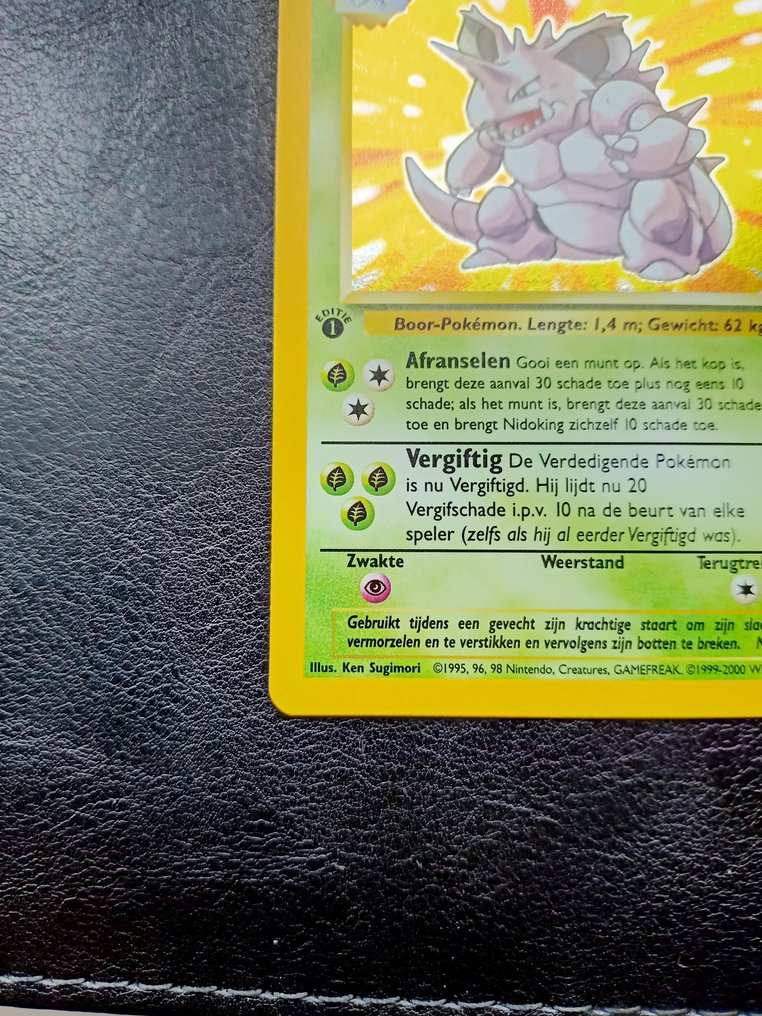 EDITIE
1
Boor-Pokémon. Lengte: 1,4 m; Gewicht: 62 kg
Afranselen Gooi een munt op. Als het kop is,
brengt deze aanval 30 schade toe plus nog eens 10
schade; als het munt is, brengt deze aanval 30 schade
toe en brengt Nidoking zichzelf 10 schade toe.
Vergiftig De Verdedigende Pokémon
is nu Vergiftigd. Hij lijdt nu 20
Vergifschade i.p.v. 10 na de beurt van elke
speler (zelfs als hij al eerder Vergiftigd was).
Zwakte Weerstand Terugtre
Gebruikt tijdens een gevecht zijn krachtige staart om zijn
vermorzelen en te verstikken en vervolgens zijn botten te breken.
Illus. Ken Sugimori ©1995, 96, 98 Nintendo, Creatures, GAMEFREAK. ©1999-2000 W